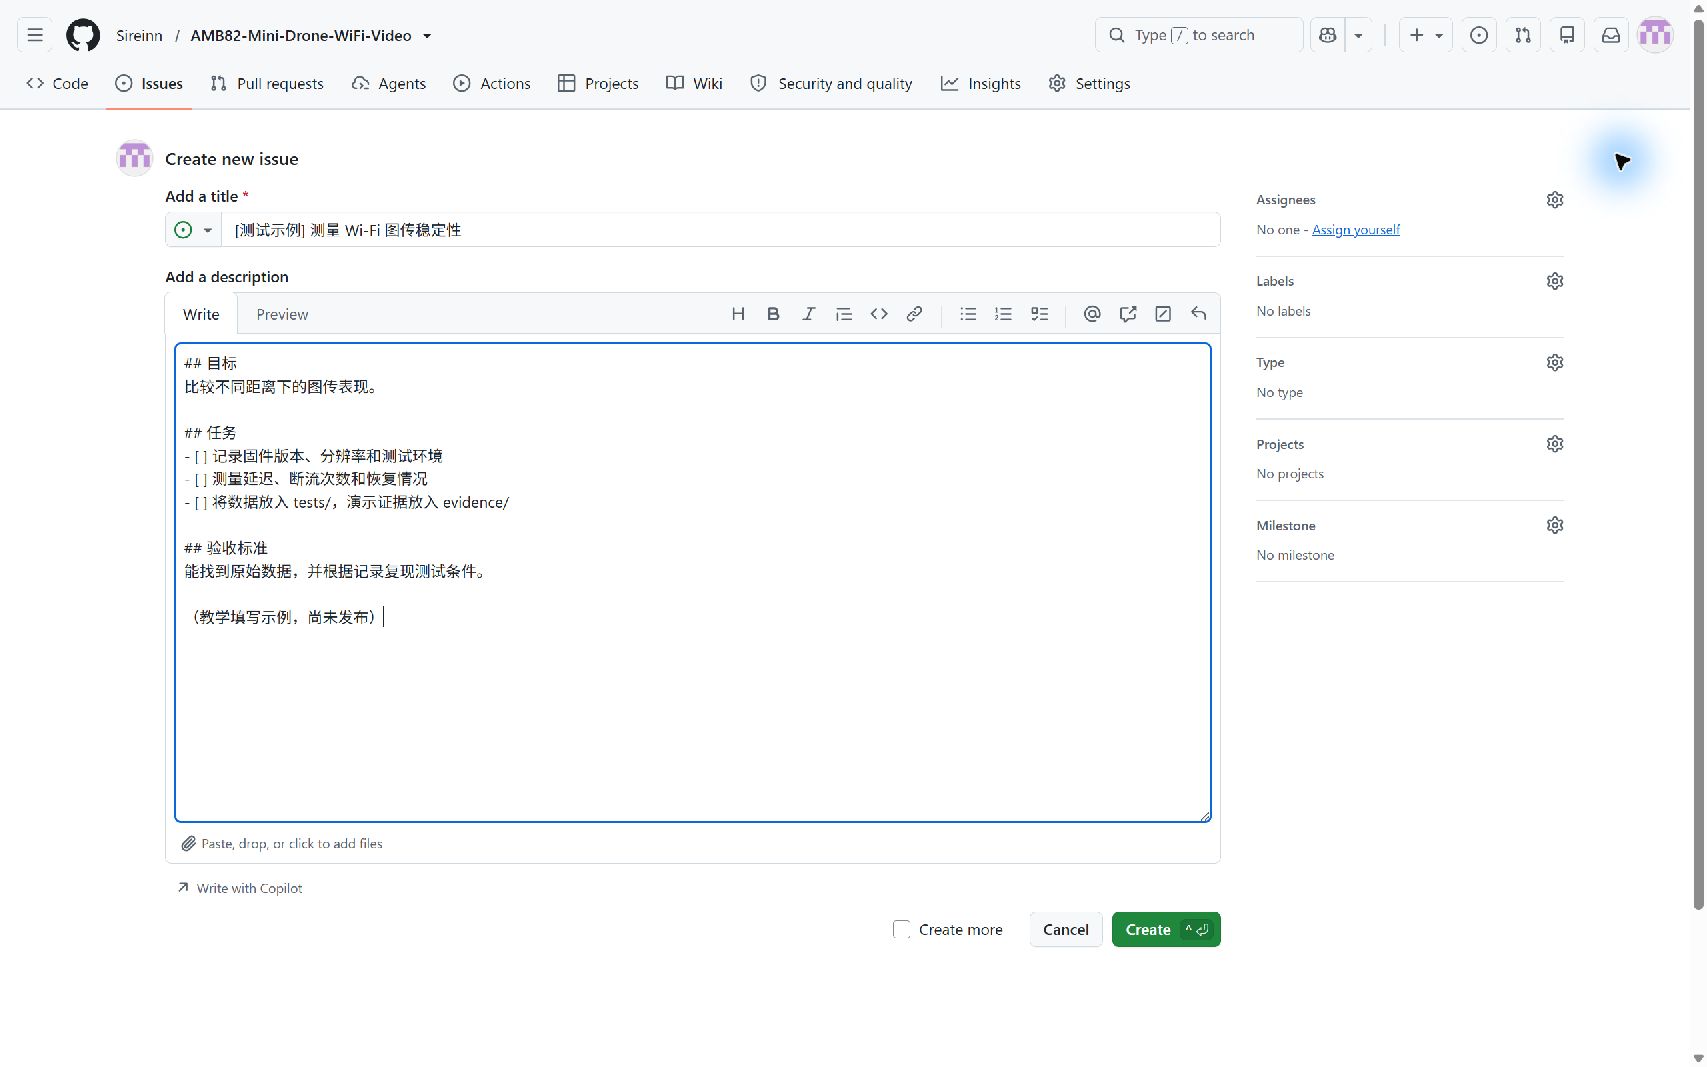 Sireinn / AMB82-Mini-Drone-WiFi-Video
Type / to search
Code
Issues
Pull requests
Agents
Actions
Projects
Wiki
Security and quality
Insights
Settings
Create new issue
Add a title *
[测试示例] 测量 Wi-Fi 图传稳定性
Add a description
Write
Preview
## 目标
比较不同距离下的图传表现。
## 任务
- [ ] 记录固件版本、分辨率和测试环境
- [ ] 测量延迟、断流次数和恢复情况
- [ ] 将数据放入 tests/，演示证据放入 evidence/
## 验收标准
能找到原始数据，并根据记录复现测试条件。
（教学填写示例，尚未发布）
Paste, drop, or click to add files
Write with Copilot
Create more
Cancel
Create
Assignees
No one - Assign yourself
Labels
No labels
Type
No type
Projects
No projects
Milestone
No milestone